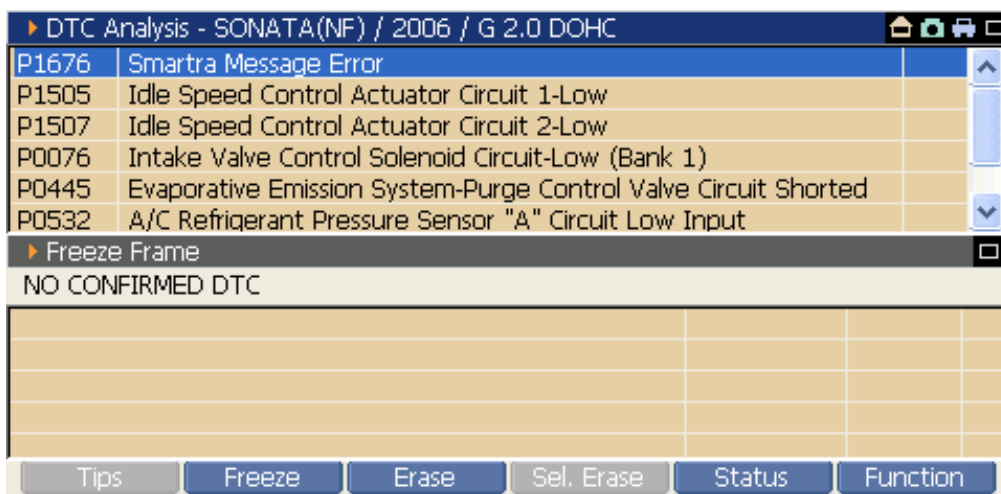 DTC Analysis - SONATA(NF) / 2006 / G 2.0 DOHC
P1676 Smartra Message Error
P1505 Idle Speed Control Actuator Circuit 1-Low
P1507 Idle Speed Control Actuator Circuit 2-Low
P0076 Intake Valve Control Solenoid Circuit-Low (Bank 1)
P0445 Evaporative Emission System-Purge Control Valve Circuit Shorted
P0532 A/C Refrigerant Pressure Sensor "A" Circuit Low Input
Freeze Frame
NO CONFIRMED DTC
Tips Freeze Erase Sel. Erase Status Function